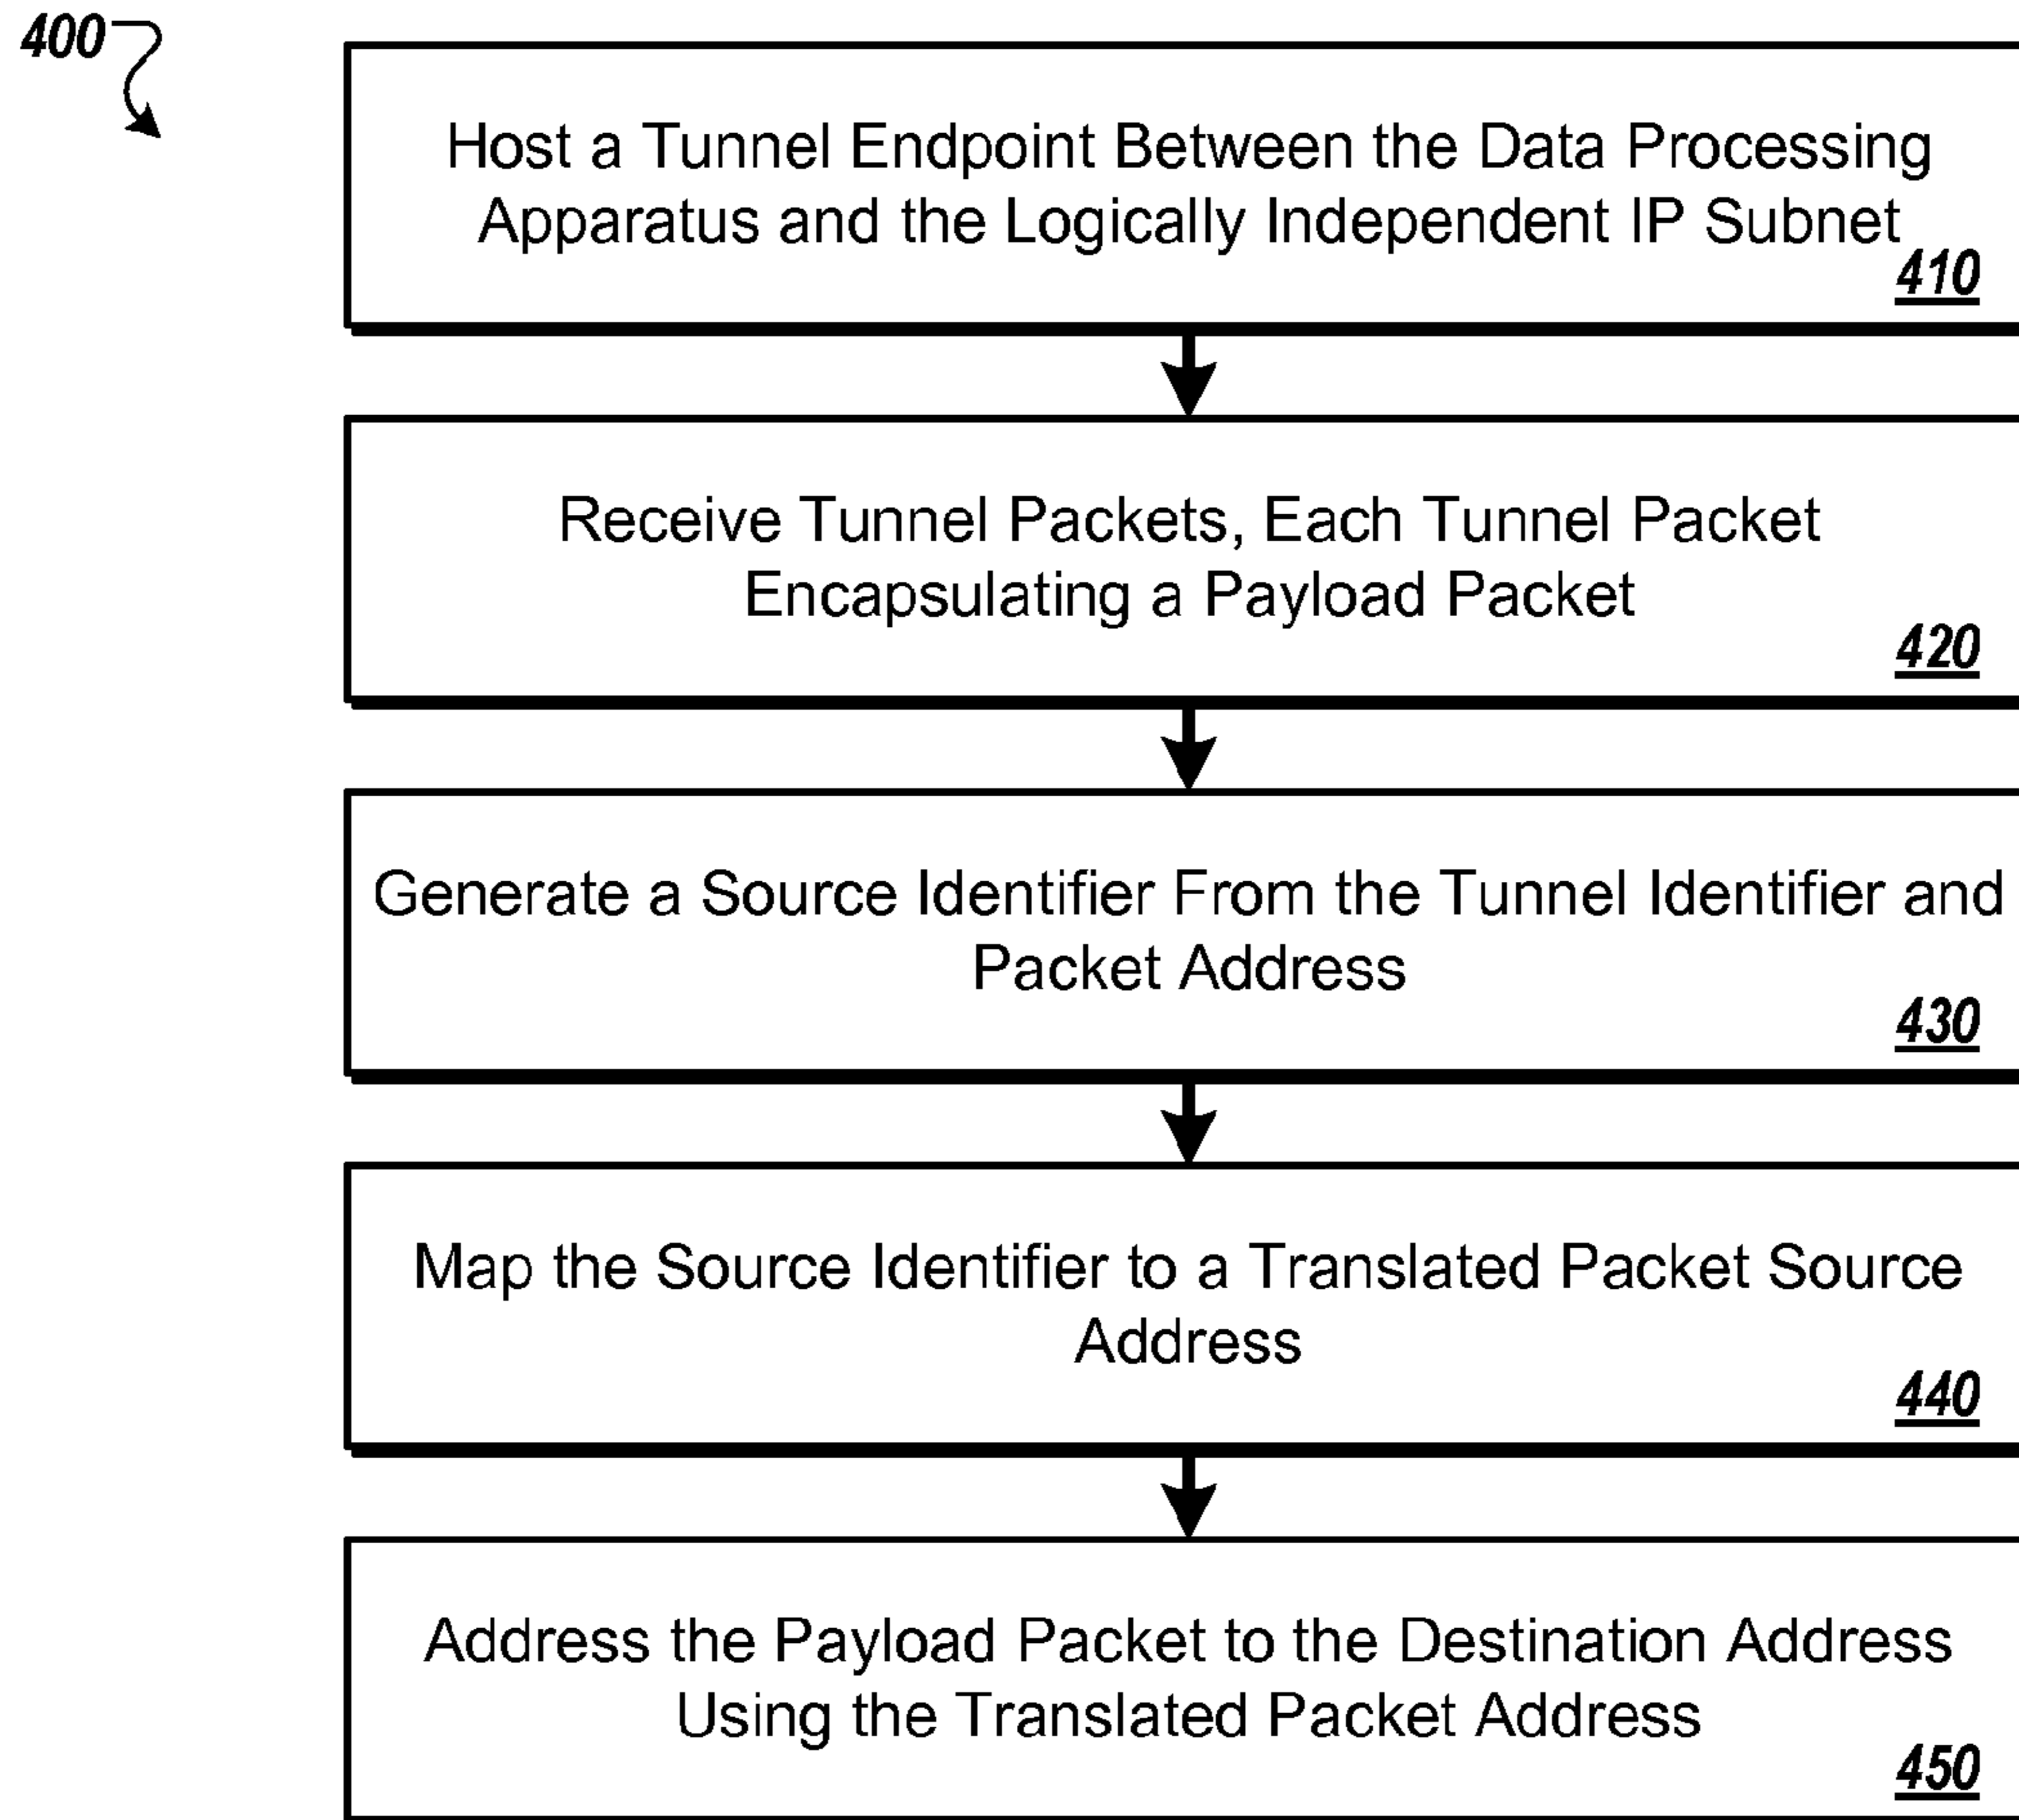 400
Host a Tunnel Endpoint Between the Data Processing
Apparatus and the Logically Independent IP Subnet
410
Receive Tunnel Packets, Each Tunnel Packet
Encapsulating a Payload Packet
420
Generate a Source Identifier From the Tunnel Identifier and
Packet Address
430
Map the Source Identifier to a Translated Packet Source
Address
440
Address the Payload Packet to the Destination Address
Using the Translated Packet Address
450